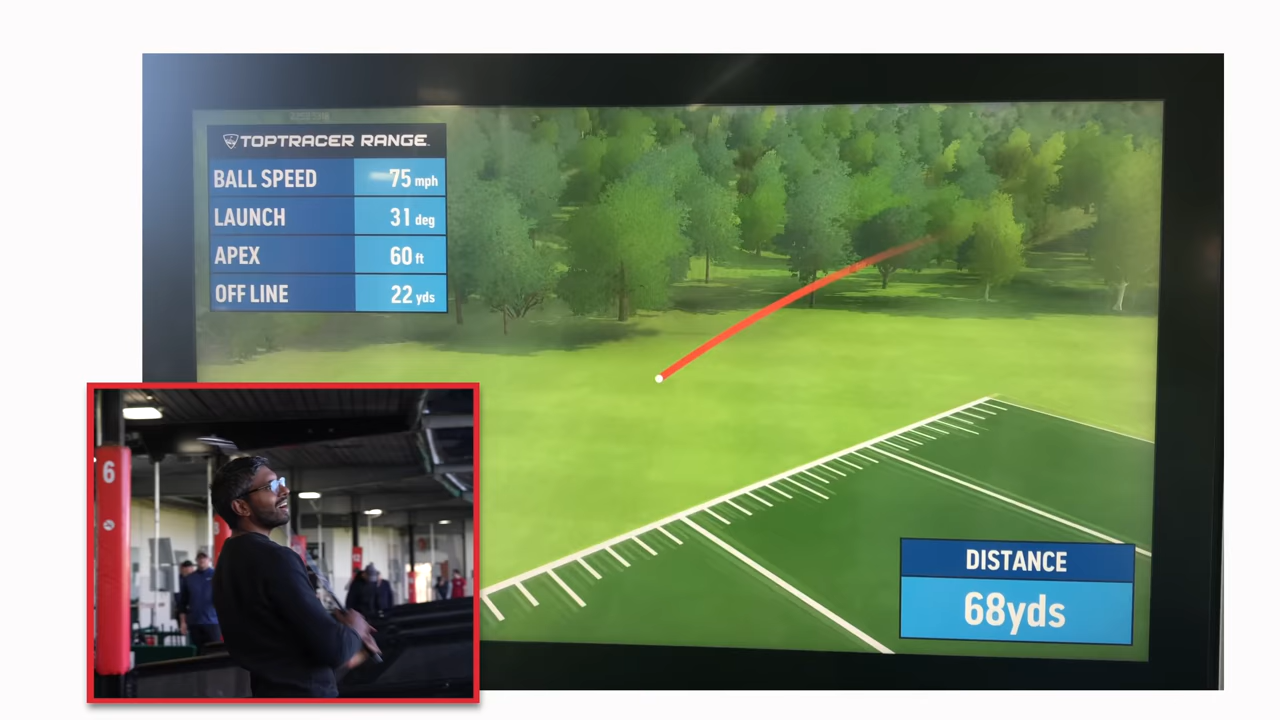 TOPTRACER RANGE
BALL SPEED 75 mph
LAUNCH 31 deg
APEX 60 ft
OFF LINE 22 yds
6
DISTANCE
68yds